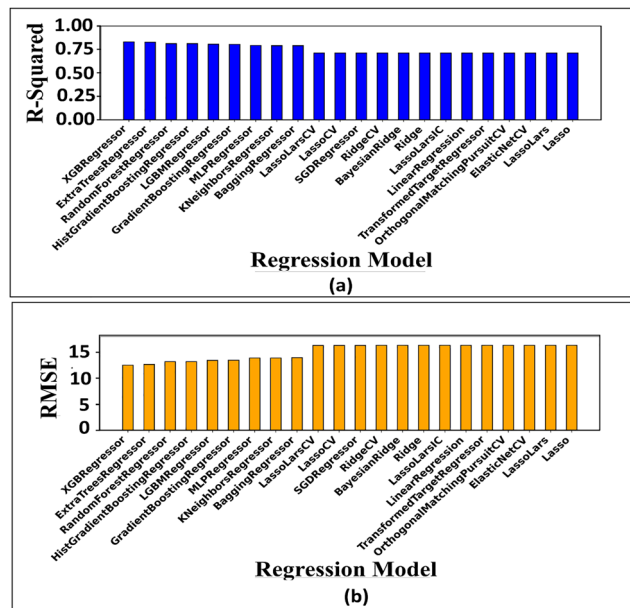 R-Squared
1.00
0.75
0.50
0.25
0.00
XGBRegressor
ExtraTreesRegressor
RandomForestRegressor
HistGradientBoostingRegressor
LGBMRegressor
GradientBoostingRegressor
MLPRegressor
KNeighborsRegressor
BaggingRegressor
LassoLarsCV
LassoCV
SGDRegressor
RidgeCV
BayesianRidge
Ridge
LassoLarsIC
LinearRegression
TransformedTargetRegressor
OrthogonalMatchingPursuitCV
ElasticNetCV
LassoLars
Lasso
Regression Model
(a)
RMSE
15
10
5
0
XGBRegressor
ExtraTreesRegressor
RandomForestRegressor
HistGradientBoostingRegressor
LGBMRegressor
GradientBoostingRegressor
MLPRegressor
KNeighborsRegressor
BaggingRegressor
LassoLarsCV
LassoCV
SGDRegressor
RidgeCV
BayesianRidge
Ridge
LassoLarsIC
LinearRegression
TransformedTargetRegressor
OrthogonalMatchingPursuitCV
ElasticNetCV
LassoLars
Lasso
Regression Model
(b)